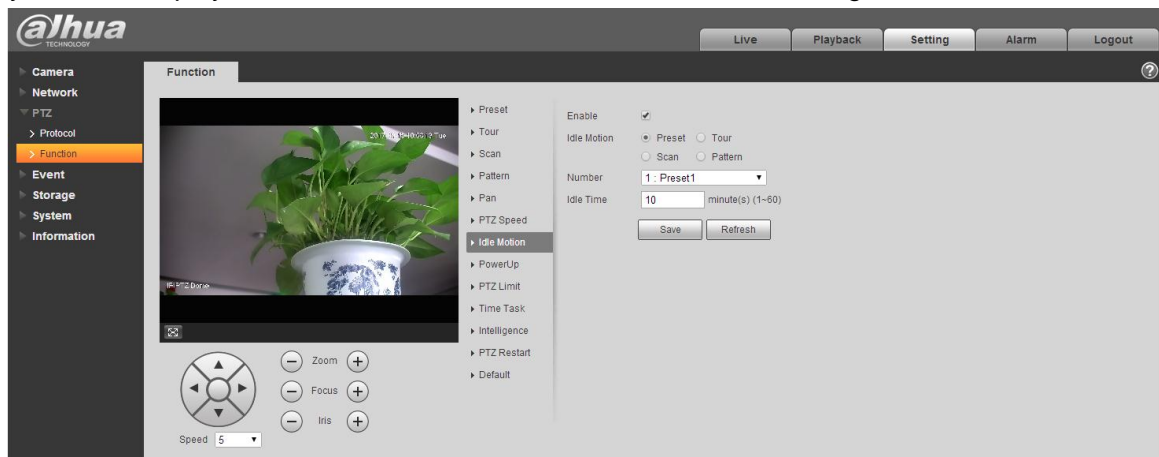 alhua
TECHNOLOGY
Live Playback Setting Alarm Logout
Camera
Network
PTZ
Protocol
Function
Event
Storage
System
Information
Function
?
IP PTZ Dome
Zoom
Focus
Iris
Speed 5
Preset
Tour
Scan
Pattern
Pan
PTZ Speed
Idle Motion
PowerUp
PTZ Limit
Time Task
Intelligence
PTZ Restart
Default
Enable
Idle Motion Preset Tour
Scan Pattern
Number 1 : Preset1
Idle Time 10 minute(s) (1~60)
Save Refresh